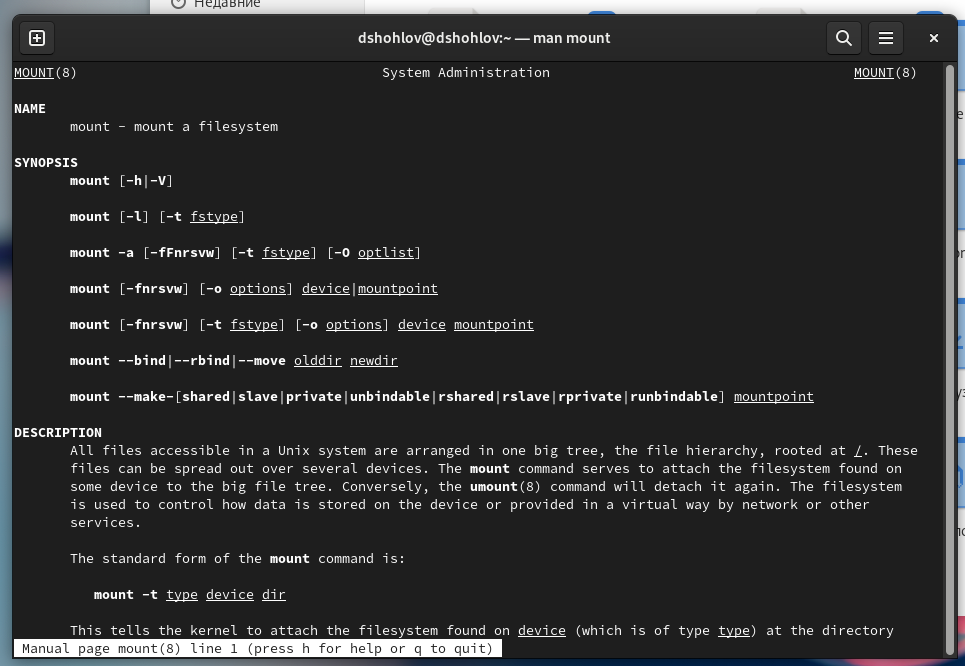 Недавние
dshohlov@dshohlov:~ — man mount
MOUNT(8) System Administration MOUNT(8)
NAME
mount - mount a filesystem
SYNOPSIS
mount [-h|-V]
mount [-l] [-t fstype]
mount -a [-fFnrsvw] [-t fstype] [-O optlist]
mount [-fnrsvw] [-o options] device|mountpoint
mount [-fnrsvw] [-t fstype] [-o options] device mountpoint
mount --bind|--rbind|--move olddir newdir
mount --make-[shared|slave|private|unbindable|rshared|rslave|rprivate|runbindable] mountpoint
DESCRIPTION
All files accessible in a Unix system are arranged in one big tree, the file hierarchy, rooted at /. These
files can be spread out over several devices. The mount command serves to attach the filesystem found on
some device to the big file tree. Conversely, the umount(8) command will detach it again. The filesystem
is used to control how data is stored on the device or provided in a virtual way by network or other
services.
The standard form of the mount command is:
mount -t type device dir
This tells the kernel to attach the filesystem found on device (which is of type type) at the directory
Manual page mount(8) line 1 (press h for help or q to quit)